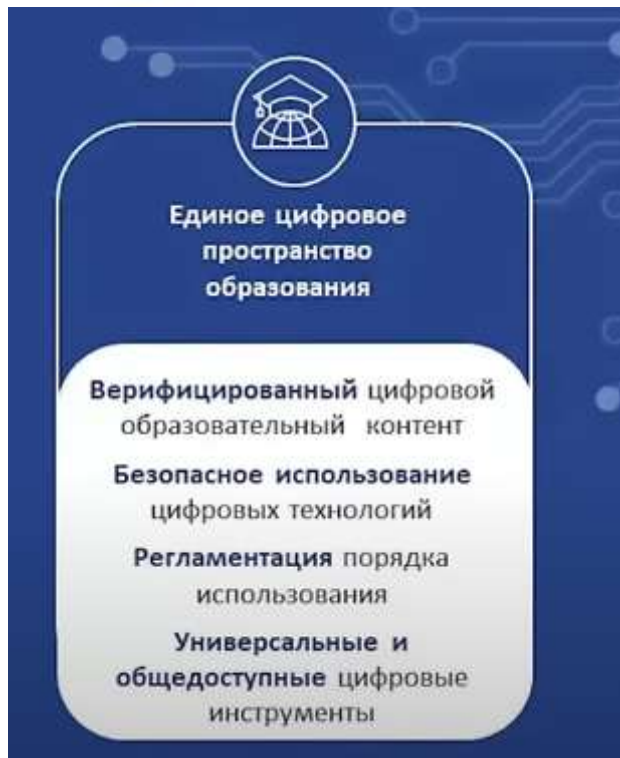 Единое цифровое
пространство
образования
Верифицированный цифровой
образовательный контент
Безопасное использование
цифровых технологий
Регламентация порядка
использования
Универсальные и
общедоступные цифровые
инструменты